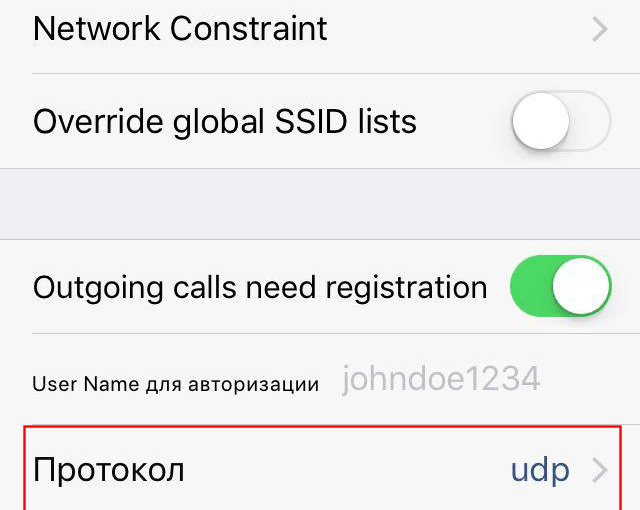 Network Constraint
Override global SSID lists
Outgoing calls need registration
User Name для авторизации johndoe1234
Протокол udp